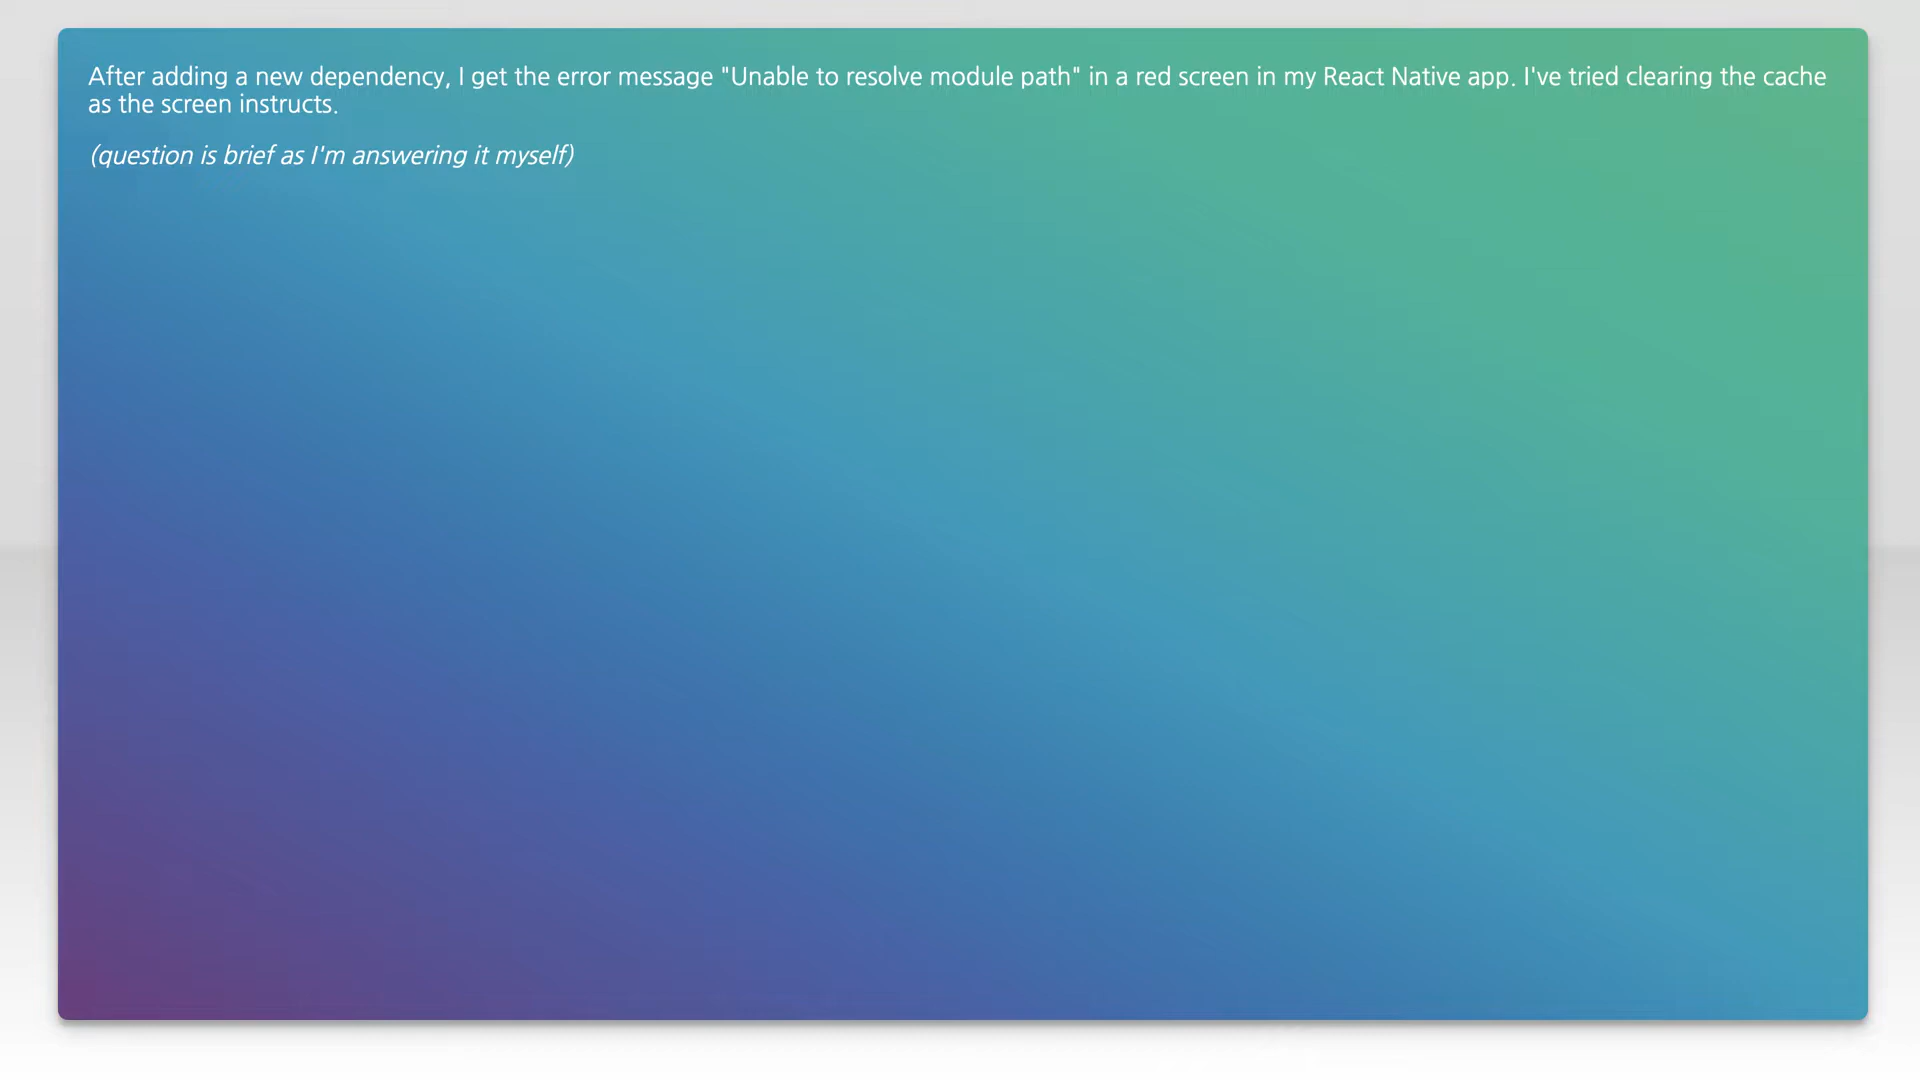 After adding a new dependency, I get the error message "Unable to resolve module path" in a red screen in my React Native app. I've tried clearing the cache
as the screen instructs.
(question is brief as I'm answering it myself)